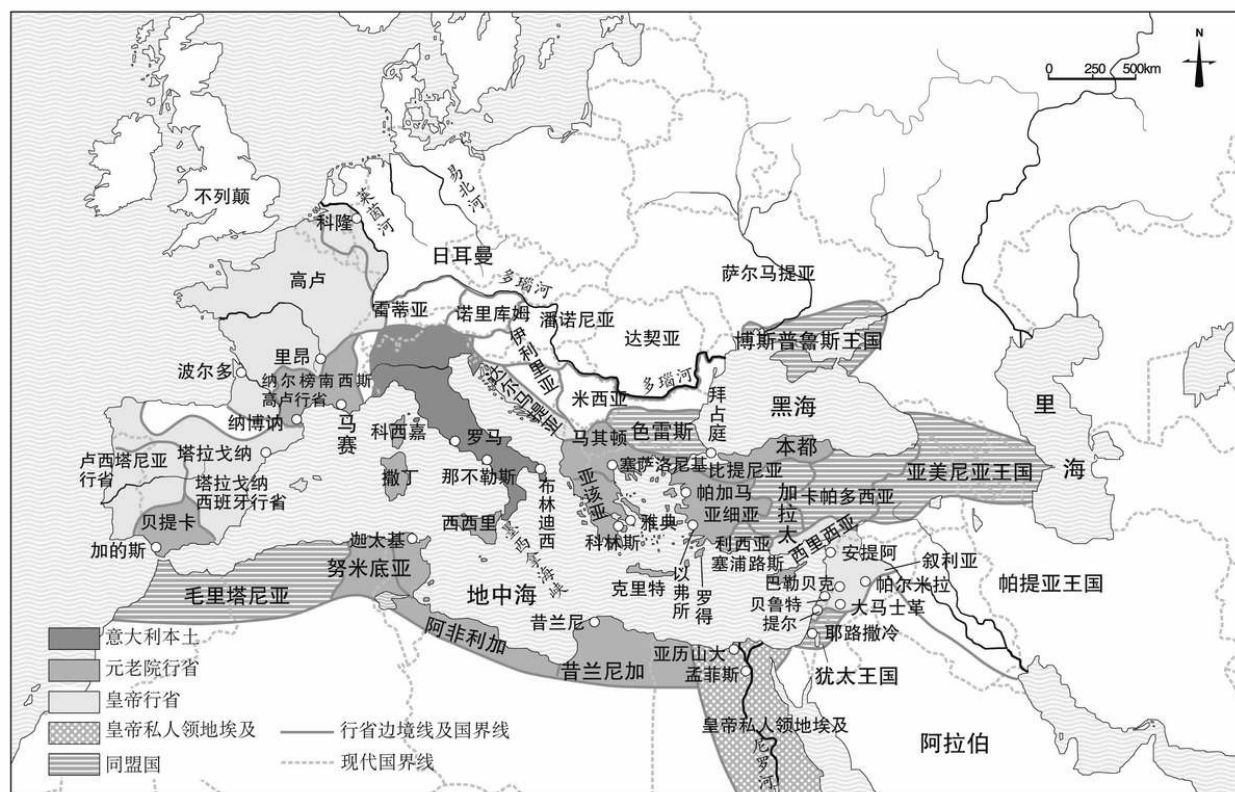 N
0 250 500km
不列颠
易北河
莱茵河
科隆
日耳曼
高卢
多瑙河
萨尔马提亚
雷蒂亚
诺里库姆
潘诺尼亚
达契亚
伊利里亚
博斯普鲁斯王国
里昂
波尔多
纳尔榜南西斯
高卢行省
达尔马提亚
多瑙河
米西亚
拜占庭
黑海
里海
纳博讷
马赛
科西嘉
罗马
马其顿
色雷斯
本都
卢西塔尼亚
行省
塔拉戈纳
塔拉戈纳
西班牙行省
撒丁
那不勒斯
布林迪西
塞萨洛尼基
比提尼亚
亚美尼亚王国
亚该亚
帕加马
亚细亚
加拉太
卡帕多西亚
贝提卡
西西里
雅典
科林斯
利西亚
塞浦路斯
西里西亚
加的斯
迦太基
努米底亚
墨西拿海峡
安提阿
叙利亚
毛里塔尼亚
地中海
克里特
以弗所
罗得
巴勒贝克
帕尔米拉
帕提亚王国
贝鲁特
大马士革
提尔
昔兰尼
耶路撒冷
阿非利加
昔兰尼加
亚历山大
孟菲斯
犹太王国
皇帝私人领地埃及
尼罗河
阿拉伯
意大利本土
元老院行省
皇帝行省
皇帝私人领地埃及
行省边境线及国界线
同盟国
现代国界线